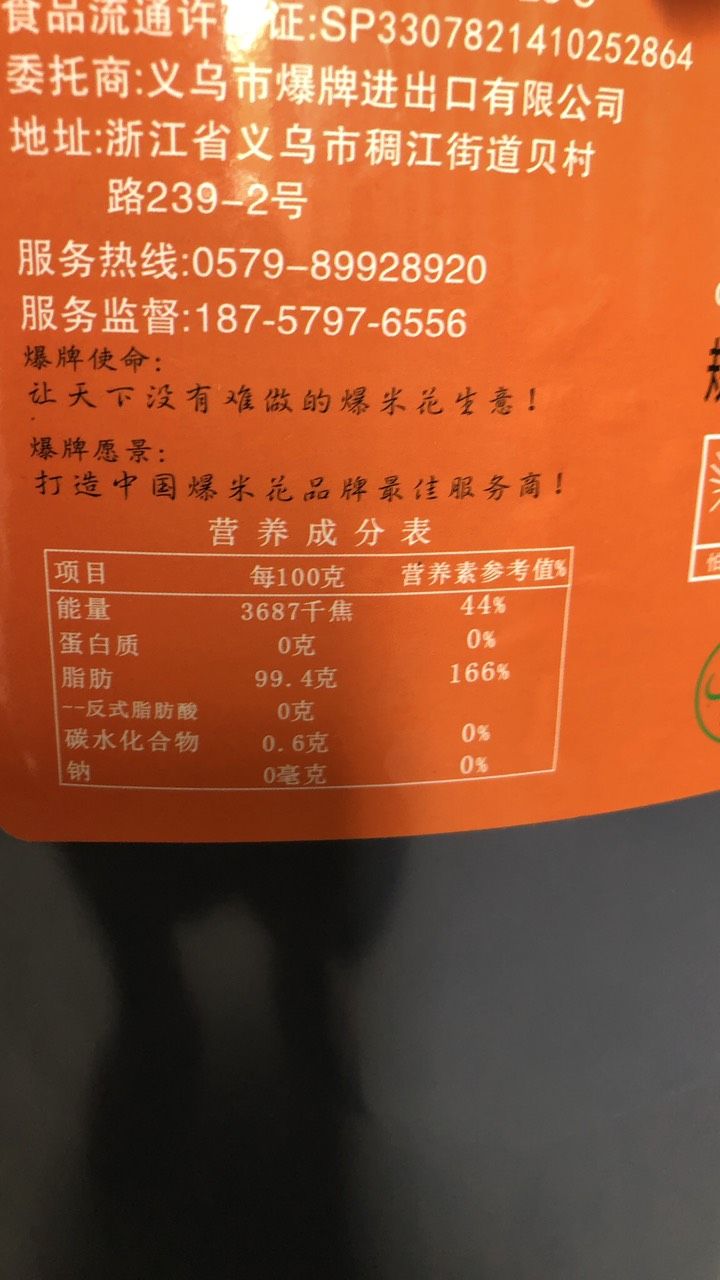 食品流通许 证:SP3307821410252864
委托商:义乌市爆牌进出口有限公司
地址:浙江省义乌市稠江街道贝村
路239-2号
服务热线:0579-89928920
服务监督:187-5797-6556
爆牌使命:
让天下没有难做的爆米花生意!
爆牌愿景:
打造中国爆米花品牌最佳服务商!
营养成分表
项目 每100克 营养素参考值%
能量 3687千焦 44%
蛋白质 0克 0%
脂肪 99.4克 166%
--反式脂肪酸 0克
碳水化合物 0.6克 0%
钠 0毫克 0%